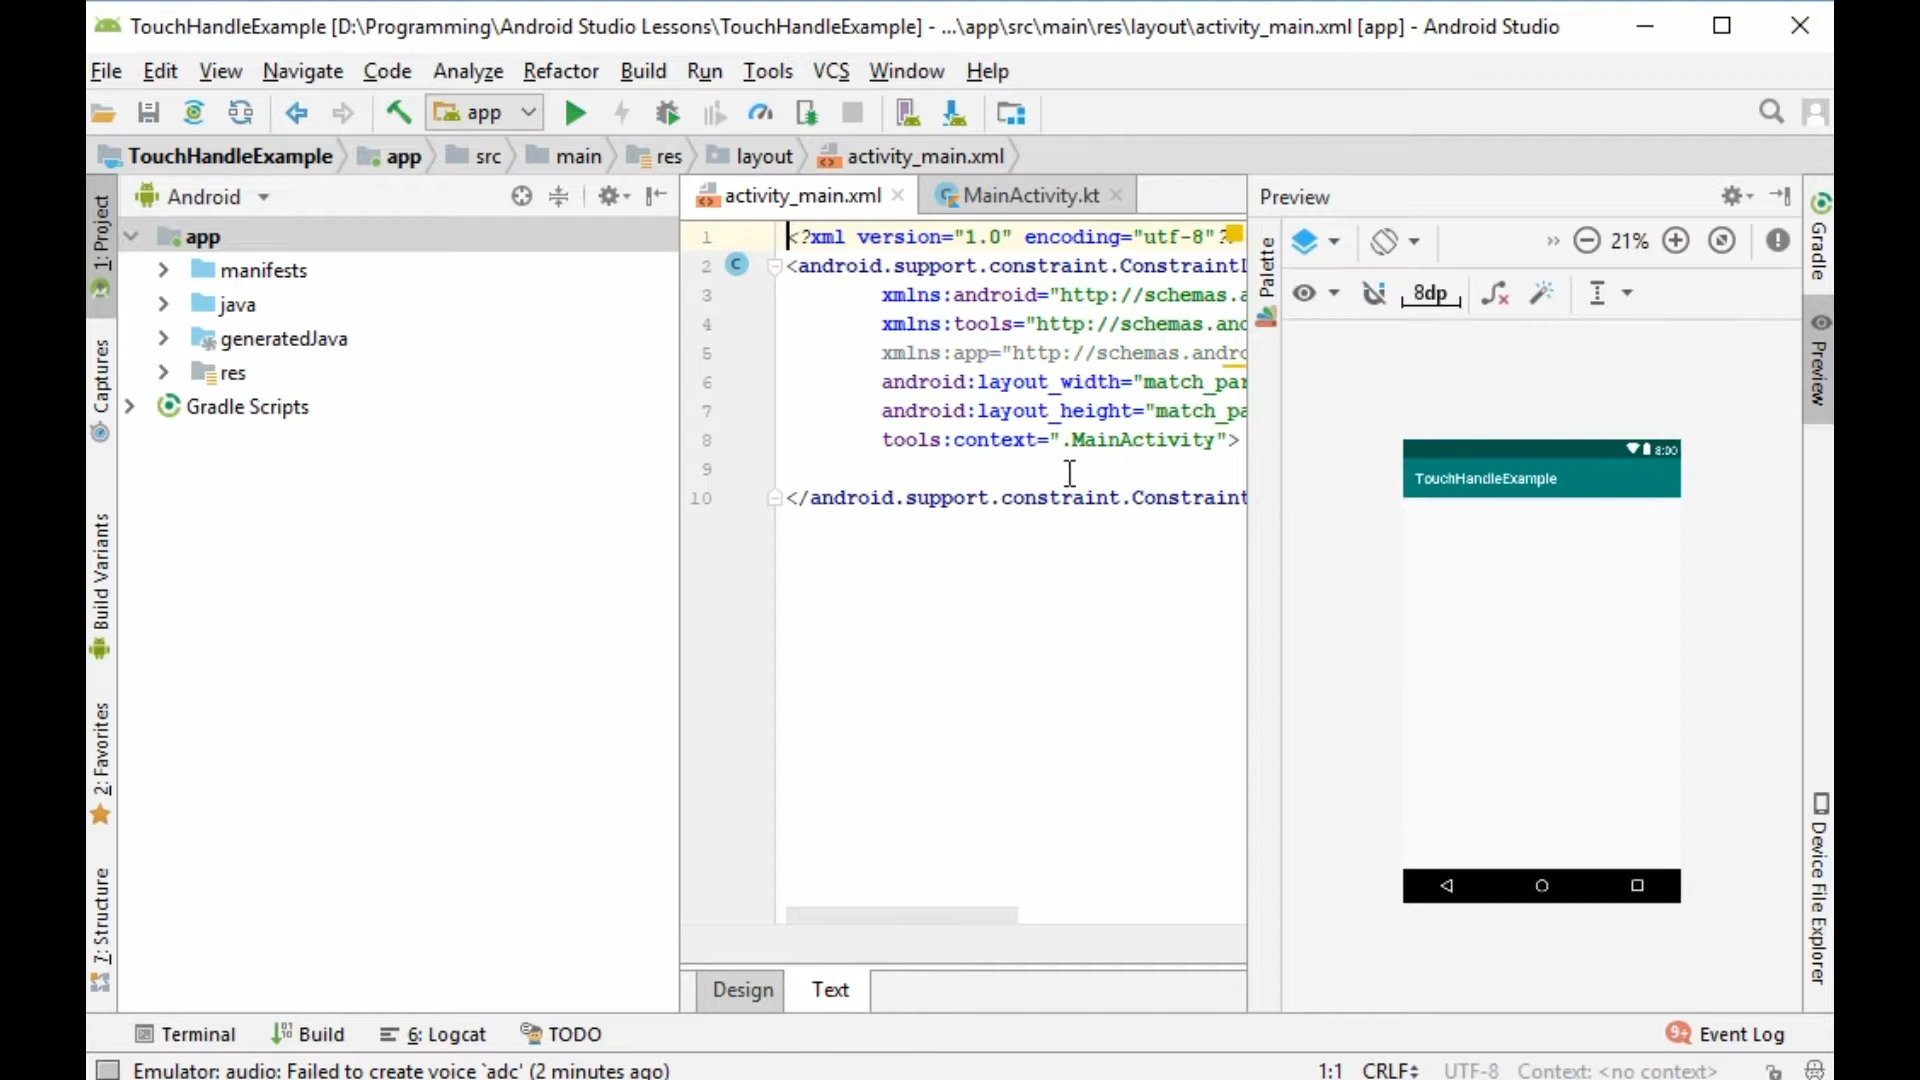 TouchHandleExample [D:\Programming\Android Studio Lessons\TouchHandleExample] - ...\app\src\main\res\layout\activity_main.xml [app] - Android Studio
File Edit View Navigate Code Analyze Refactor Build Run Tools VCS Window Help
app
TouchHandleExample app src main res layout activity_main.xml
1: Project
Captures
Build Variants
2: Favorites
7: Structure
Android
app
manifests
java
generatedJava
res
Gradle Scripts
activity_main.xml MainActivity.kt
1 <?xml version="1.0" encoding="utf-8"?
2 <android.support.constraint.Constraint
3 xmlns:android="http://schemas.
4 xmlns:tools="http://schemas.and
5 xmlns:app="http://schemas.andro
6 android:layout_width="match_par
7 android:layout_height="match_pa
8 tools:context=".MainActivity">
9
10 </android.support.constraint.Constraint
Design Text
Preview
Palette
21%
8dp
8:00
TouchHandleExample
Gradle
Preview
Device File Explorer
Terminal Build 6: Logcat TODO
9+ Event Log
Emulator: audio: Failed to create voice `adc' (2 minutes ago)
1:1 CRLF UTF-8 Context: <no context>